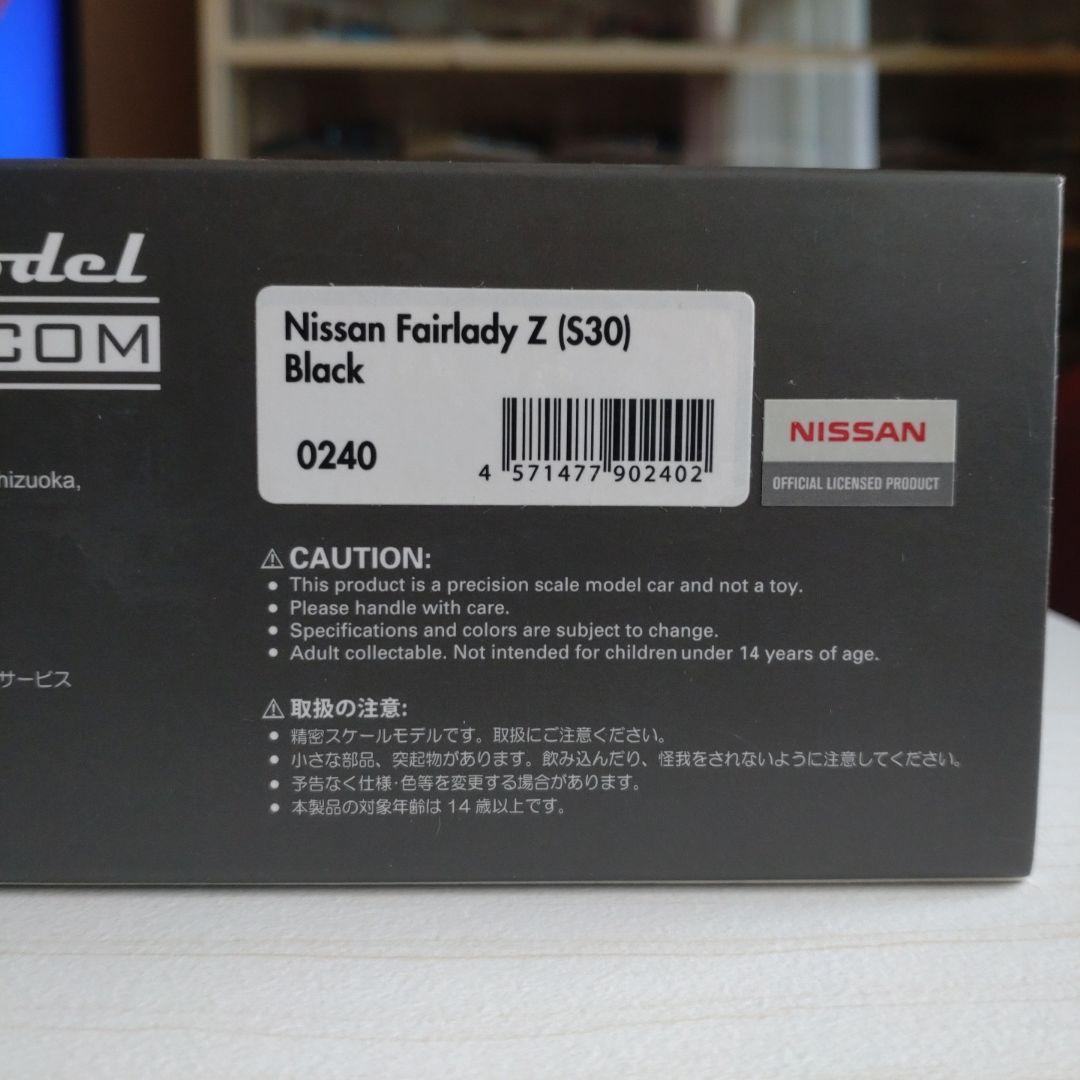 odel
COM
Nissan Fairlady Z (S30)
Black
0240
4 571477 902402
NISSAN
OFFICIAL LICENSED PRODUCT
hizuoka,
サービス
⚠ CAUTION:
● This product is a precision scale model car and not a toy.
● Please handle with care.
● Specifications and colors are subject to change.
● Adult collectable. Not intended for children under 14 years of age.
⚠ 取扱の注意:
● 精密スケールモデルです。取扱にご注意ください。
● 小さな部品、突起物があります。飲み込んだり、怪我をされないように注意してください。
● 予告なく仕様･色等を変更する場合があります。
● 本製品の対象年齢は 14 歳以上です。